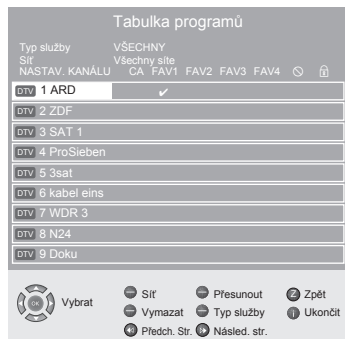 Tabulka programů
Typ služby VŠECHNY
Síť Všechny síte
NASTAV. KANÁLU CA FAV1 FAV2 FAV3 FAV4
DTV 1 ARD
DTV 2 ZDF
DTV 3 SAT 1
DTV 4 ProSieben
DTV 5 3sat
DTV 6 kabel eins
DTV 7 WDR 3
DTV 8 N24
DTV 9 Doku
OK Vybrat
Síť Přesunout Z Zpět
Vymazat Typ služby i Ukončit
Předch. Str. Násled. str.